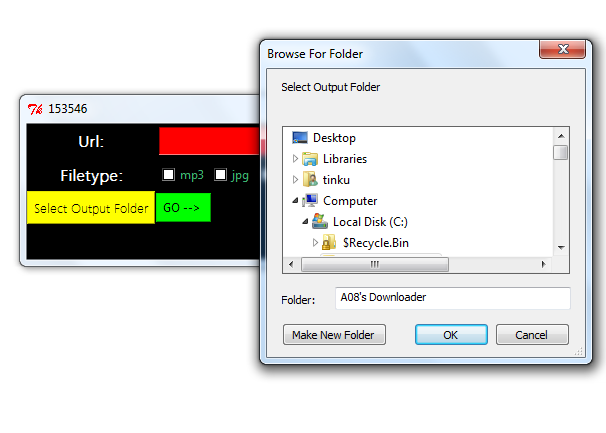 153546
Url:
Filetype: mp3 jpg
Select Output Folder GO -->
Browse For Folder
Select Output Folder
Desktop
Libraries
tinku
Computer
Local Disk (C:)
$Recycle.Bin
Folder: A08's Downloader
Make New Folder OK Cancel